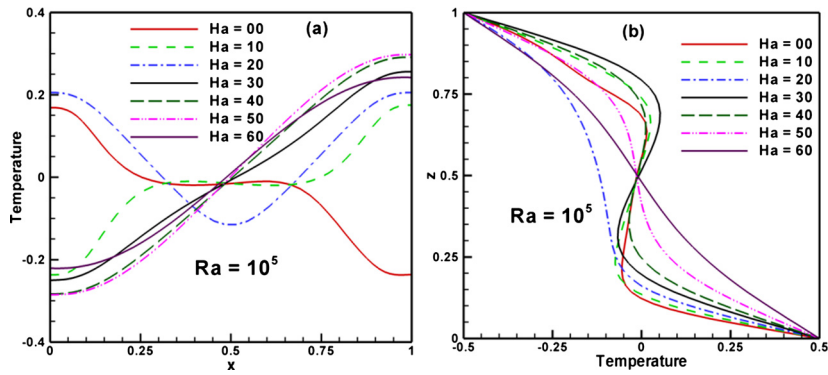 (a)
Ha = 00
Ha = 10
Ha = 20
Ha = 30
Ha = 40
Ha = 50
Ha = 60
Ra = 10⁵
Temperature
0.4
0.2
0
-0.2
-0.4
0
0.25
0.5
0.75
1
X
(b)
Ha = 00
Ha = 10
Ha = 20
Ha = 30
Ha = 40
Ha = 50
Ha = 60
Ra = 10⁵
z
1
0.75
0.5
0.25
0
-0.5
-0.25
0
0.25
0.5
Temperature